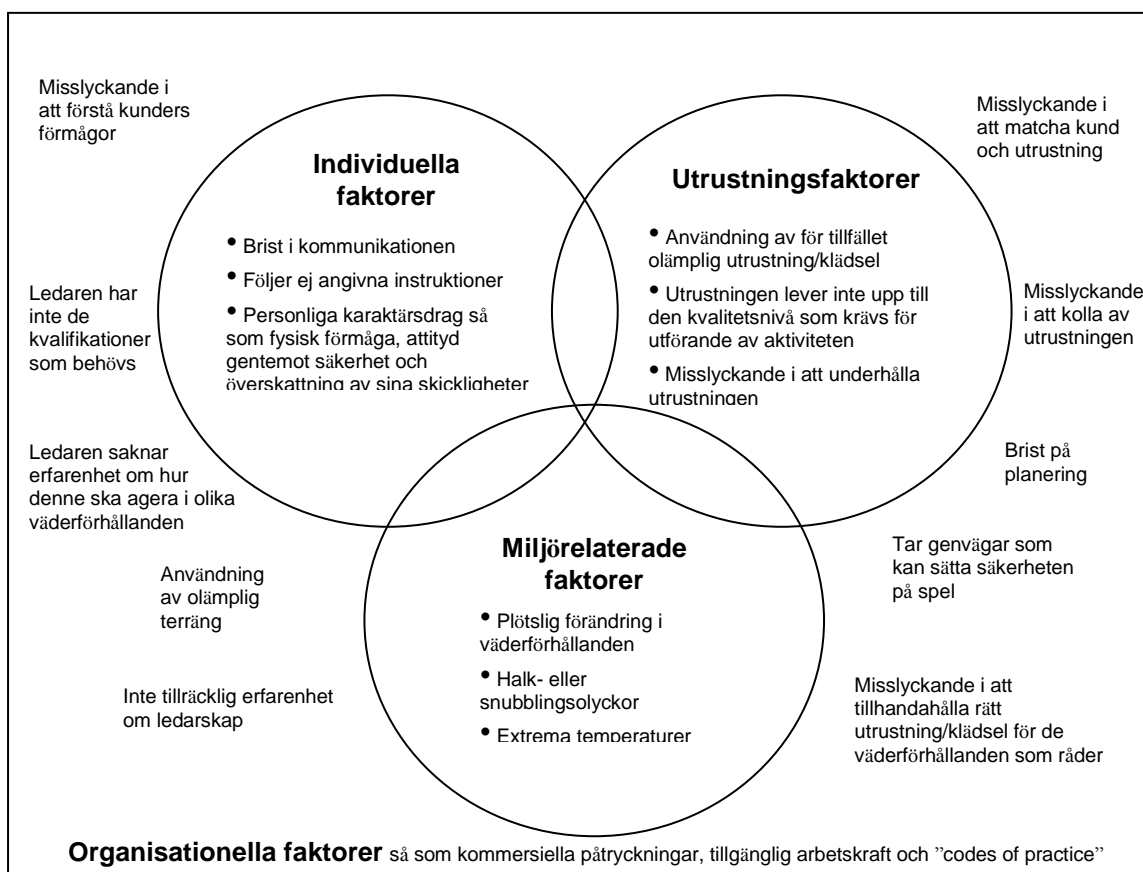 Misslyckande i
att förstå kunders
förmågor
Misslyckande i
att matcha kund
och utrustning
Individuella
faktorer
• Brist i kommunikationen
• Följer ej angivna instruktioner
• Personliga karaktärsdrag så
som fysisk förmåga, attityd
gentemot säkerhet och
överskattning av sina skickligheter
Utrustningsfaktorer
• Användning av för tillfället
olämplig utrustning/klädsel
• Utrustningen lever inte upp till
den kvalitetsnivå som krävs för
utförande av aktiviteten
• Misslyckande i att underhålla
utrustningen
Ledaren har
inte de
kvalifikationer
som behövs
Misslyckande
i att kolla av
utrustningen
Ledaren saknar
erfarenhet om hur
denne ska agera i olika
väderförhållanden
Brist på
planering
Användning
av olämplig
terräng
Miljörelaterade
faktorer
• Plötslig förändring i
väderförhållanden
• Halk- eller
snubblingsolyckor
• Extrema temperaturer
Tar genvägar som
kan sätta säkerheten
på spel
Inte tillräcklig erfarenhet
om ledarskap
Misslyckande i att
tillhandahålla rätt
utrustning/klädsel för de
väderförhållanden som råder
Organisationella faktorer så som kommersiella påtryckningar, tillgänglig arbetskraft och ”codes of practice”